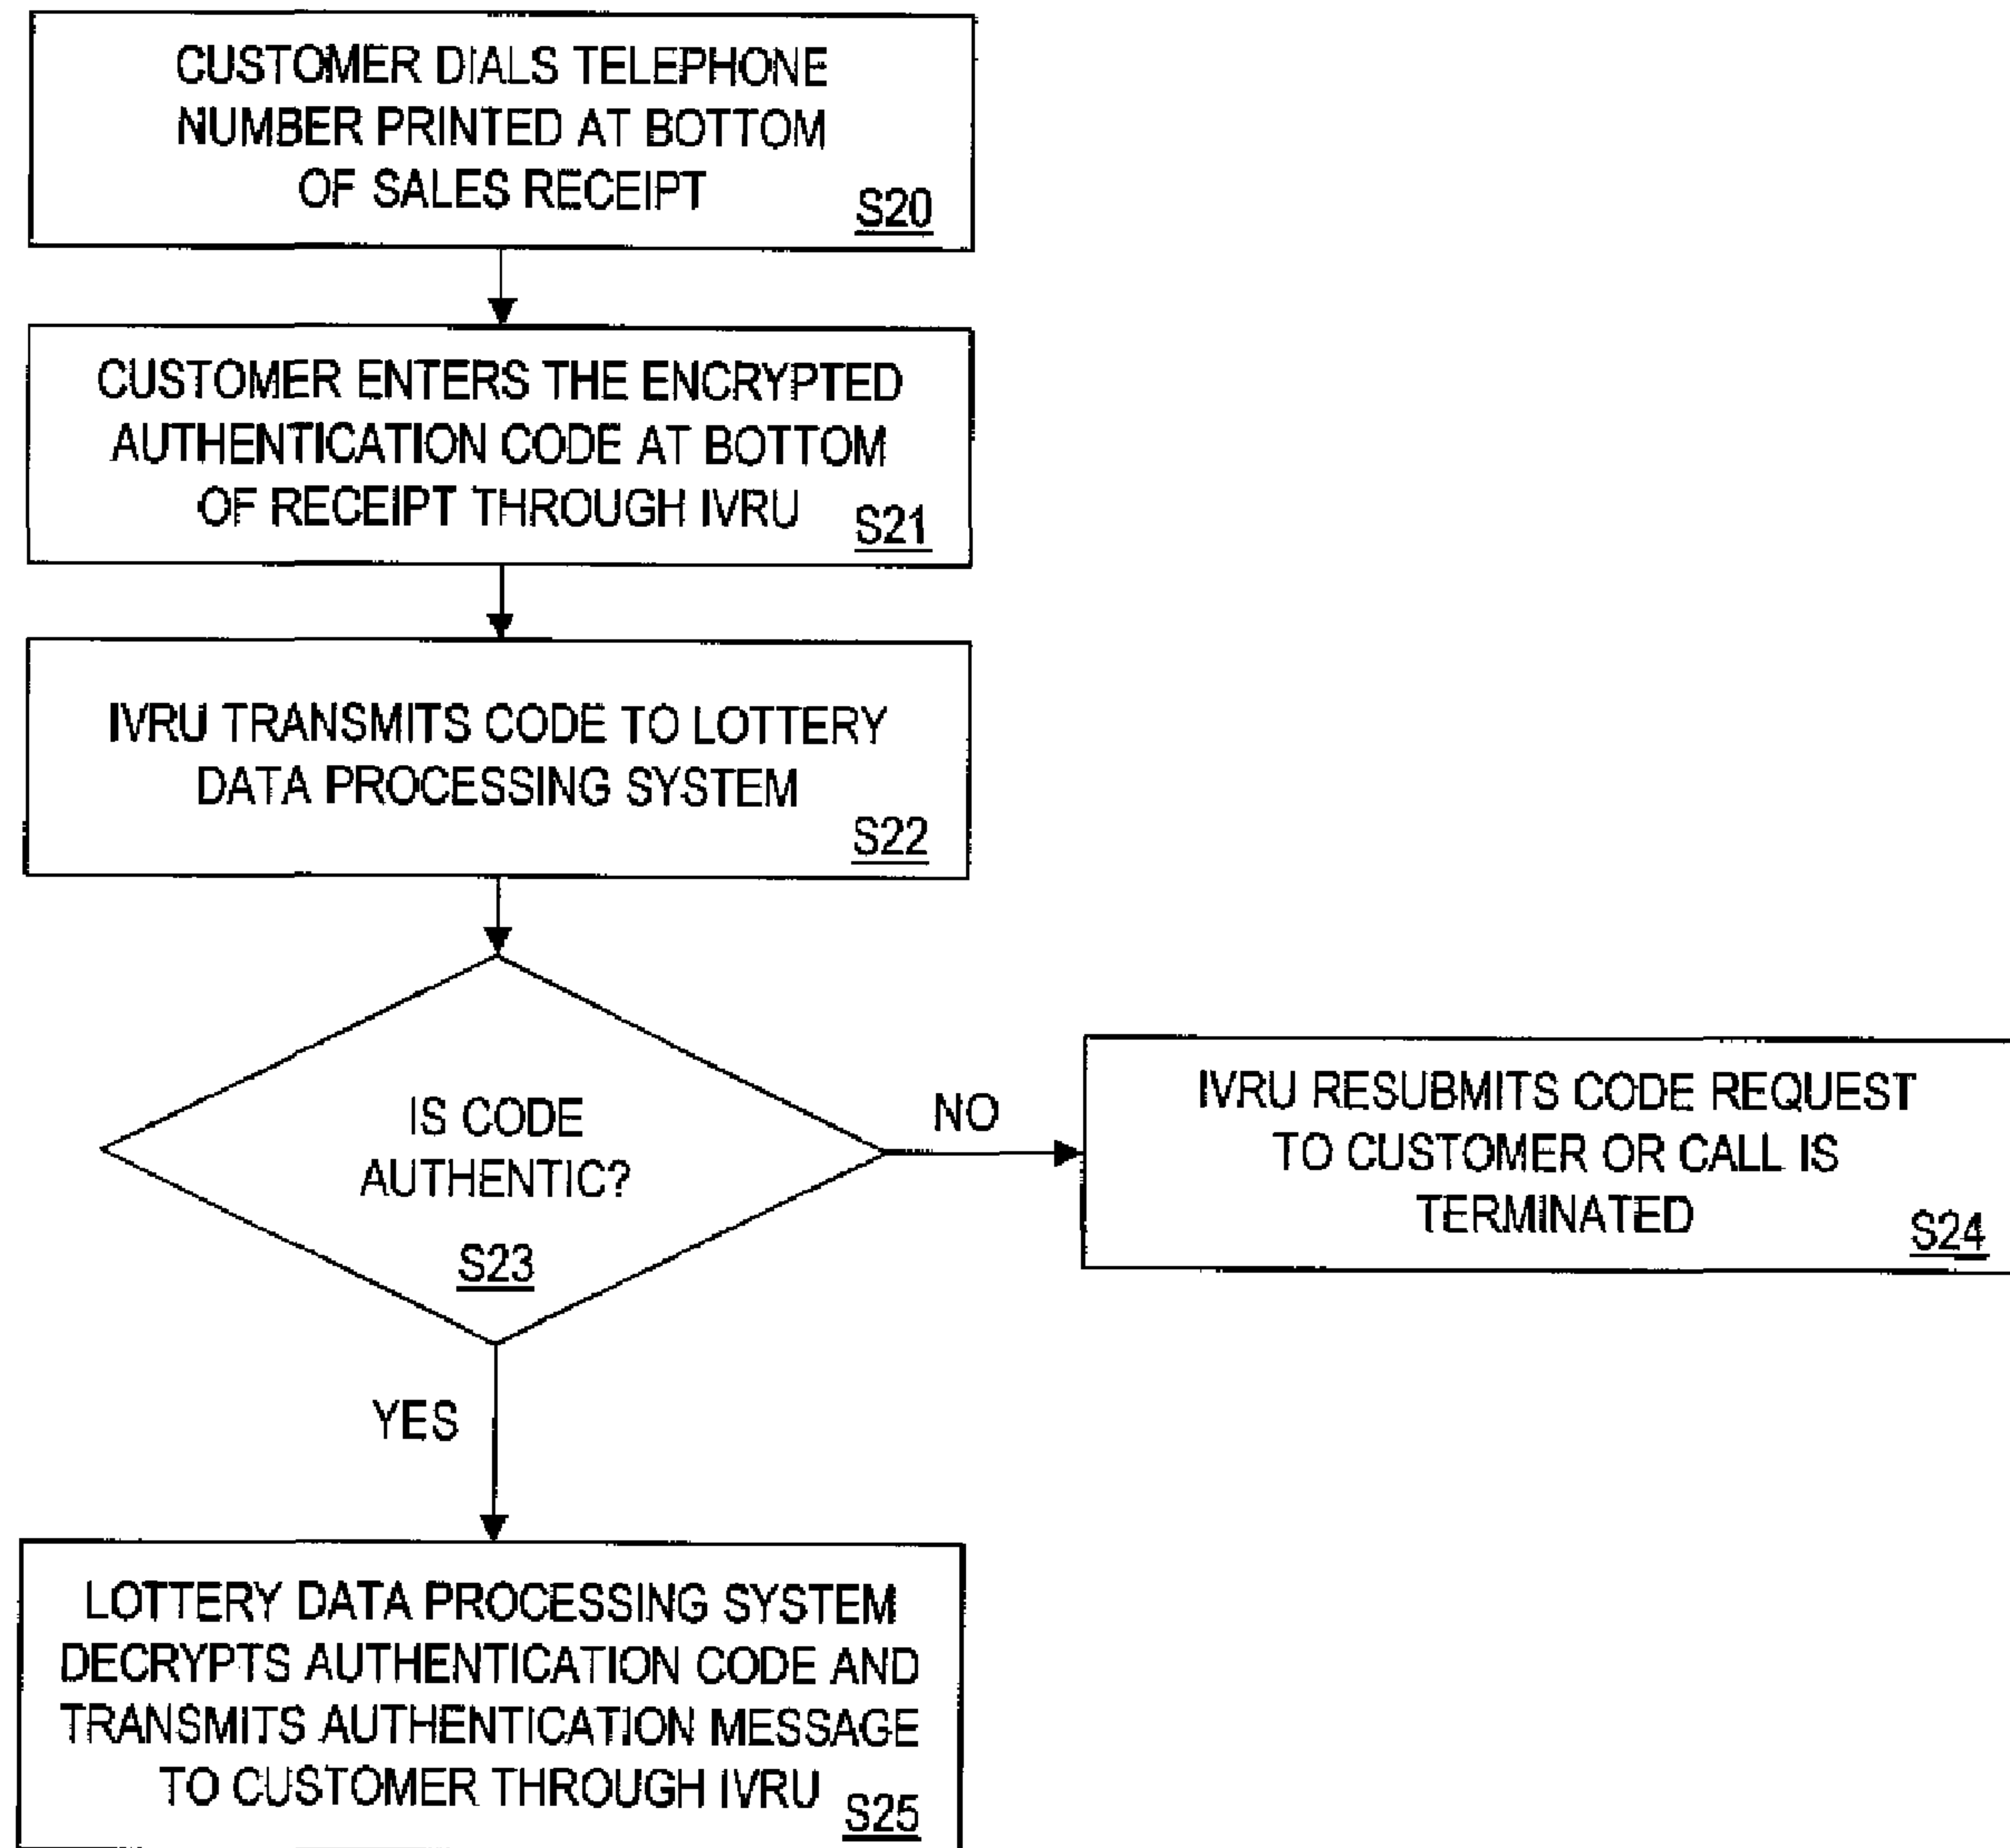 CUSTOMER DIALS TELEPHONE
NUMBER PRINTED AT BOTTOM
OF SALES RECEIPT
S20
CUSTOMER ENTERS THE ENCRYPTED
AUTHENTICATION CODE AT BOTTOM
OF RECEIPT THROUGH IVRU
S21
IVRU TRANSMITS CODE TO LOTTERY
DATA PROCESSING SYSTEM
S22
IS CODE
AUTHENTIC?
S23
NO
IVRU RESUBMITS CODE REQUEST
TO CUSTOMER OR CALL IS
TERMINATED
S24
YES
LOTTERY DATA PROCESSING SYSTEM
DECRYPTS AUTHENTICATION CODE AND
TRANSMITS AUTHENTICATION MESSAGE
TO CUSTOMER THROUGH IVRU
S25